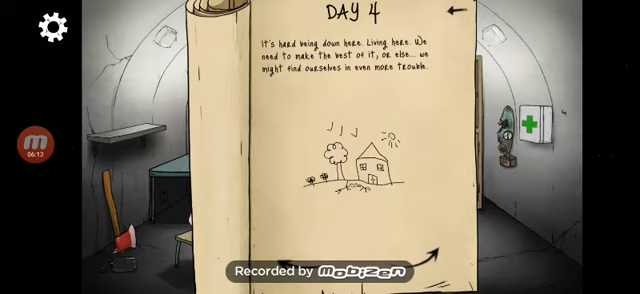 DAY 4
It's hard being down here. Living here. We
need to make the best of it, or else... we
might find ourselves in even more trouble.
06:12
Recorded by mobizen